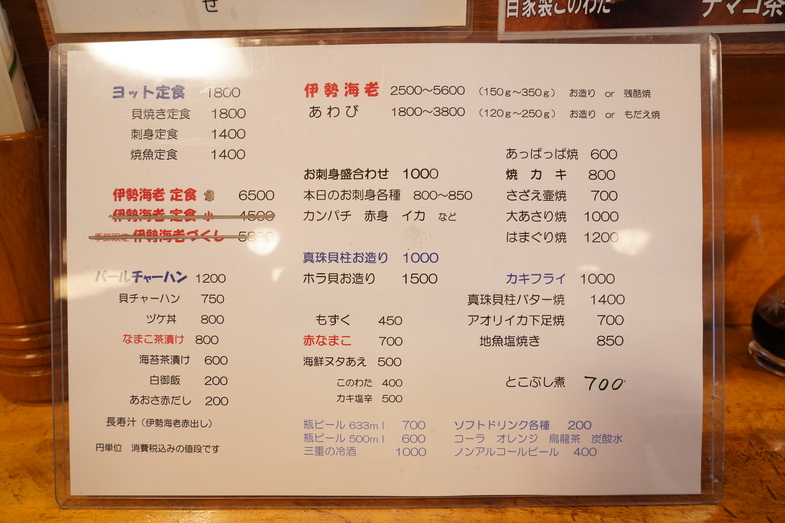 せ
自家製このわた
ナマコ茶
ヨット定食 1800
貝焼き定食 1800
刺身定食 1400
焼魚定食 1400
伊勢海老 定食 6500
伊勢海老 定食 小 4500
季節限定 伊勢海老づくし
パールチャーハン 1200
貝チャーハン 750
ヅケ丼 800
なまこ茶漬け 800
海苔茶漬け 600
白御飯 200
あおさ赤だし 200
長寿汁（伊勢海老赤出し）
円単位 消費税込みの値段です
伊勢海老 2500～5600 （150ｇ～350ｇ） お造り or 残酷焼
あわび 1800～3800 （120ｇ～250ｇ） お造り or もだえ焼
お刺身盛合わせ 1000
本日のお刺身各種 800～850
カンパチ 赤身 イカ など
真珠貝柱お造り 1000
ホラ貝お造り 1500
もずく 450
赤なまこ 700
海鮮ヌタあえ 500
このわた 400
カキ塩辛 500
瓶ビール 633ｍｌ 700
瓶ビール 500ｍｌ 600
三重の冷酒 1000
あっぱっぱ焼 600
焼カキ 800
さざえ壷焼 700
大あさり焼 1000
はまぐり焼 1200
カキフライ 1000
真珠貝柱バター焼 1400
アオリイカ下足焼 700
地魚塩焼き 850
とこぶし煮 700
ソフトドリンク各種 200
コーラ オレンジ 烏龍茶 炭酸水
ノンアルコールビール 400